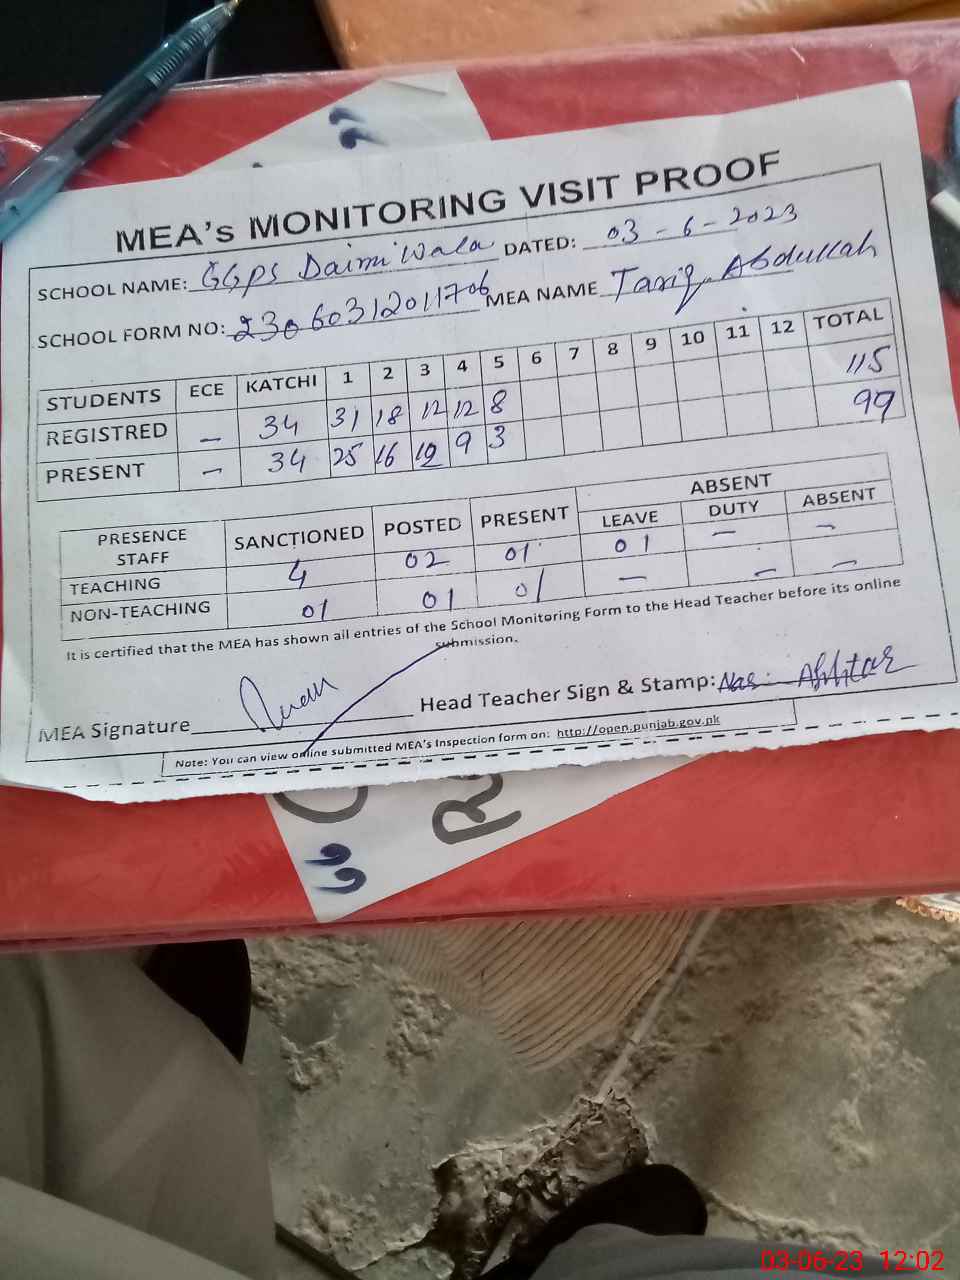 MEA's MONITORING VISIT PROOF
SCHOOL NAME: GGPS Daimi Wala DATED: 03-6-2023
SCHOOL FORM NO: 23060312011706 MEA NAME Tariq Abdullah
STUDENTS ECE KATCHI 1 2 3 4 5 6 7 8 9 10 11 12 TOTAL
REGISTRED – 34 31 18 12 12 8 115
PRESENT – 34 25 16 12 9 3 99
PRESENCE STAFF SANCTIONED POSTED PRESENT ABSENT
LEAVE DUTY ABSENT
TEACHING 4 02 01 01 – –
NON-TEACHING 01 01 01 – – –
It is certified that the MEA has shown all entries of the School Monitoring Form to the Head Teacher before its online
submission.
MEA Signature Head Teacher Sign & Stamp:
Note: You can view online submitted MEA's Inspection form on: http://open.punjab.gov.pk
03-06-23 12:02